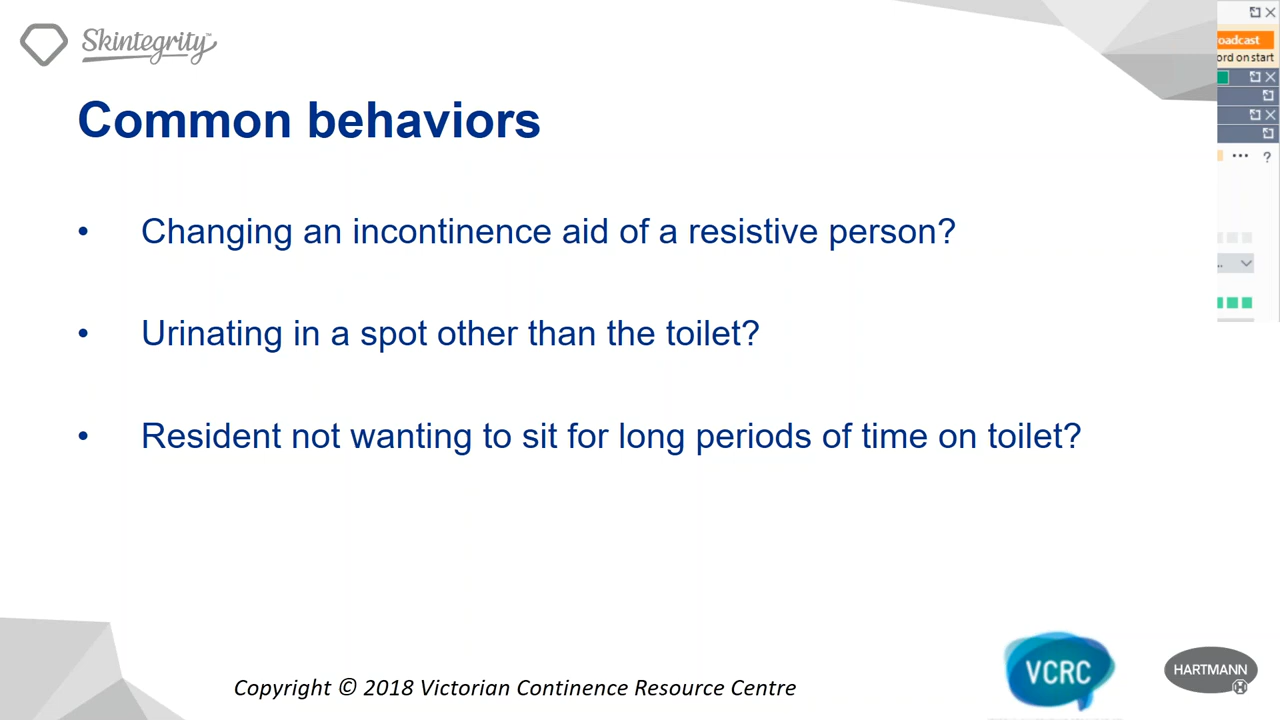 Skintegrity™
oadcast
ord on start
Common behaviors
• Changing an incontinence aid of a resistive person?
• Urinating in a spot other than the toilet?
• Resident not wanting to sit for long periods of time on toilet?
Copyright © 2018 Victorian Continence Resource Centre
VCRC
HARTMANN